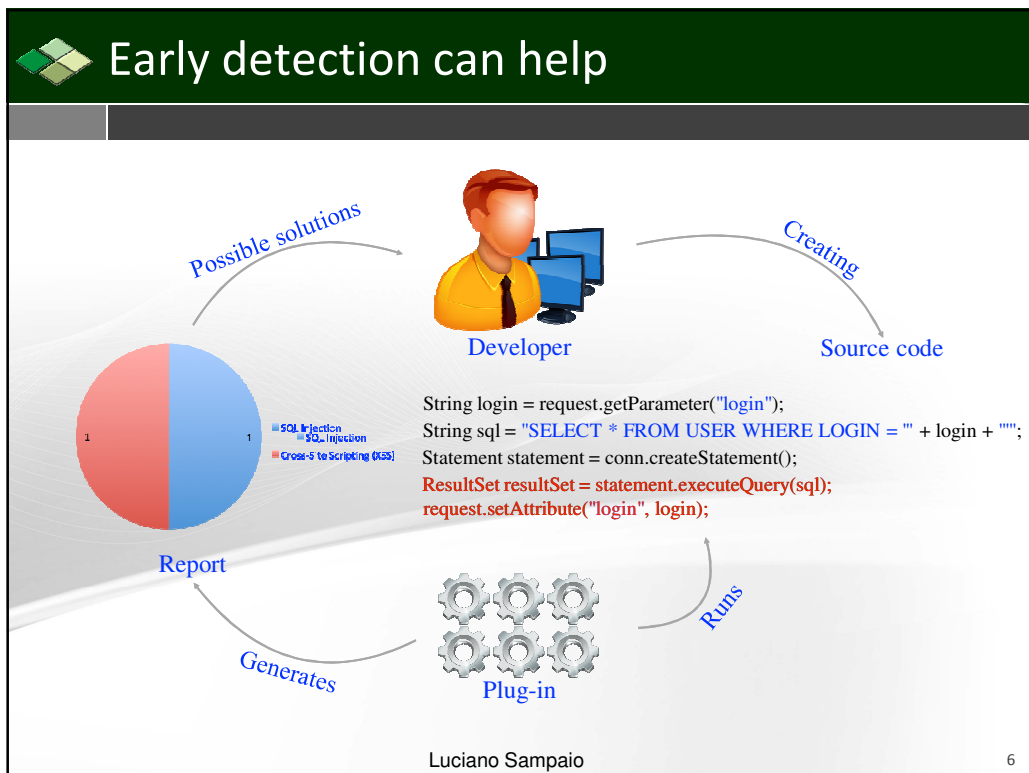 Early detection can help
Possible solutions
Creating
Developer
Source code
String login = request.getParameter("login");
String sql = "SELECT * FROM USER WHERE LOGIN = '" + login + "'";
Statement statement = conn.createStatement();
ResultSet resultSet = statement.executeQuery(sql);
request.setAttribute("login", login);
1
1
SQL Injection
SQL Injection
Cross-Site Scripting (XSS)
Report
Runs
Generates
Plug-in
Luciano Sampaio
6